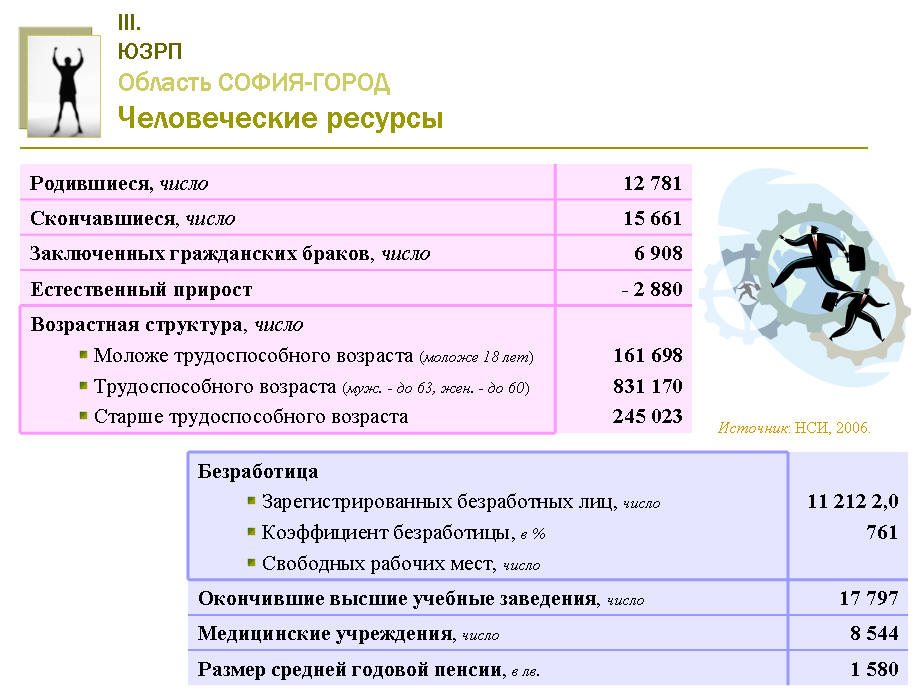 III.
ЮЗРП
Область СОФИЯ-ГОРОД
Человеческие ресурсы
Родившиеся, число 12 781
Скончавшиеся, число 15 661
Заключенных гражданских браков, число 6 908
Естественный прирост - 2 880
Возрастная структура, число
Моложе трудоспособного возраста (моложе 18 лет) 161 698
Трудоспособного возраста (муж. - до 63, жен. - до 60) 831 170
Старше трудоспособного возраста 245 023
Источник: НСИ, 2006.
Безработица
Зарегистрированных безработных лиц, число 11 212 2,0
Коэффициент безработицы, в % 761
Свободных рабочих мест, число
Окончившие высшие учебные заведения, число 17 797
Медицинские учреждения, число 8 544
Размер средней годовой пенсии, в лв. 1 580